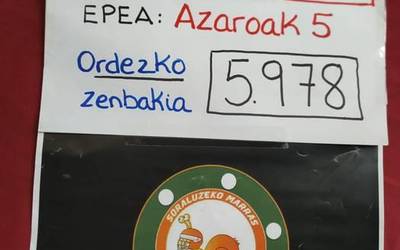 EPEA: Azaroak 5
Ordezko
zenbakia
5.978
SORALUZEKO MARRAS